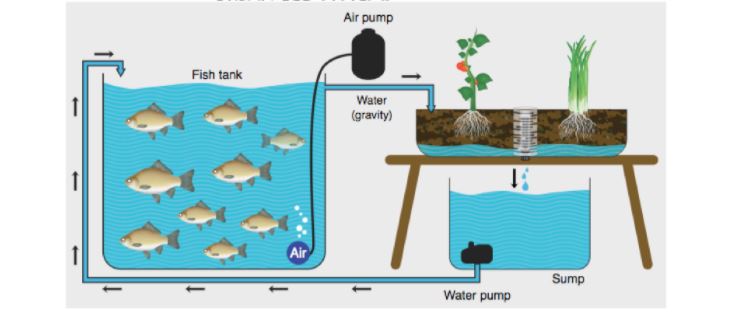 Air pump
Fish tank
Water
(gravity)
Air
Sump
Water pump